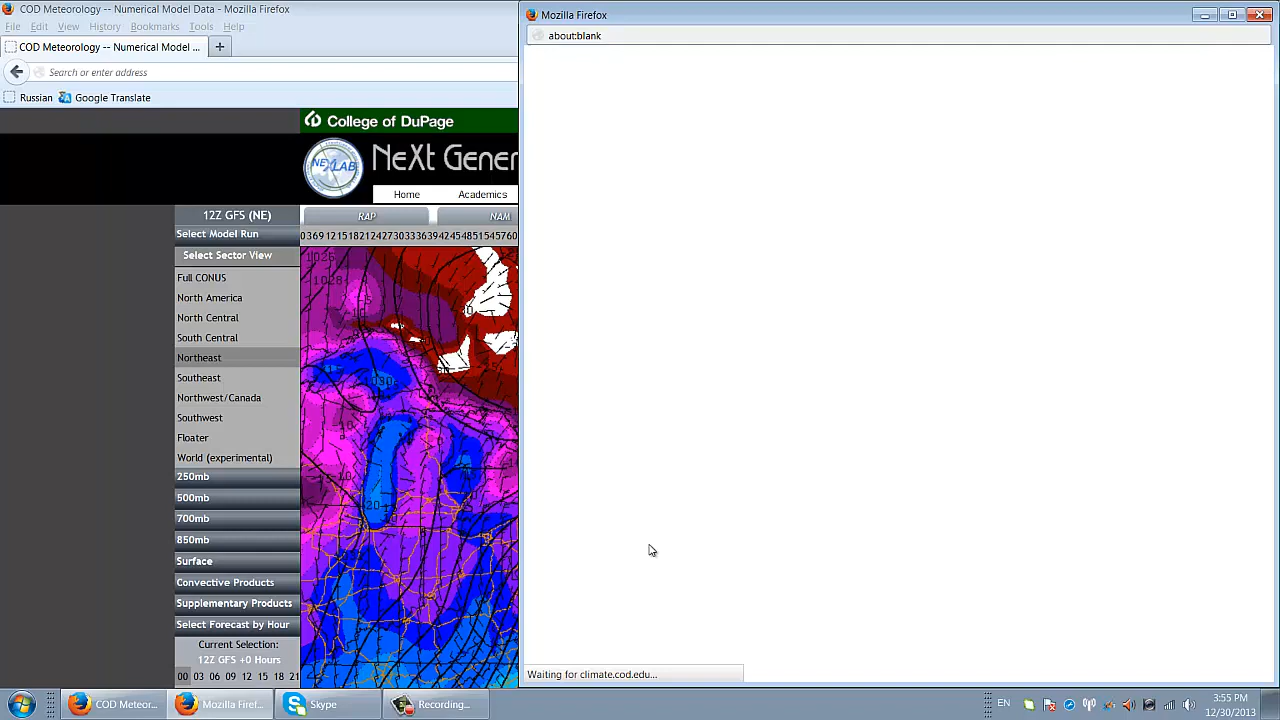 COD Meteorology -- Numerical Model Data - Mozilla Firefox
File Edit View History Bookmarks Tools Help
COD Meteorology -- Numerical Model ...
Search or enter address
Russian Google Translate
College of DuPage
NEXLAB
NeXt Gener
Home Academics
12Z GFS (NE)
RAP NAM
Select Model Run
Select Sector View
Full CONUS
North America
North Central
South Central
Northeast
Southeast
Northwest/Canada
Southwest
Floater
World (experimental)
250mb
500mb
700mb
850mb
Surface
Convective Products
Supplementary Products
Select Forecast by Hour
Current Selection:
12Z GFS +0 Hours
00 03 06 09 12 15 18 21
1026
1028
1030
Mozilla Firefox
about:blank
Waiting for climate.cod.edu...
COD Meteor...
Mozilla Firef...
Skype
Recording...
EN
3:55 PM
12/30/2013